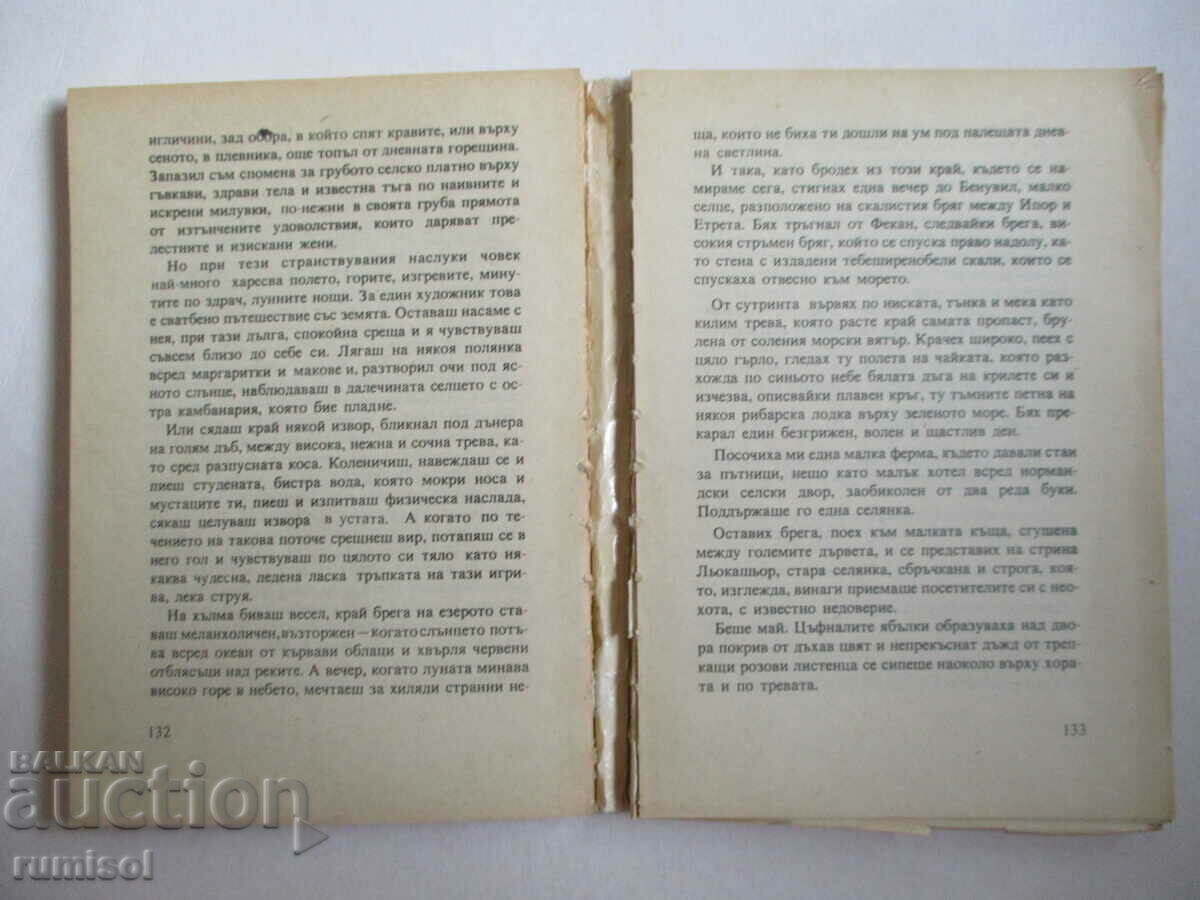 игличини, зад обора, в който спят кравите, или върху
сеното, в плевника, още топъл от дневната горещина.
Запазил съм спомена за грубото селско платно върху
гъвкави, здрави тела и известна тъга по наивните и
искрени милувки, по-нежни в своята груба прямота
от изтънчените удоволствия, които даряват пре-
лестните и изискани жени.
Но при тези странствувания наслуки човек
най-много харесва полето, горите, изгревите, мину-
тите по здрач, лунните нощи. За един художник това
е сватбено пътешествие със земята. Оставаш насаме с
нея, при тази дълга, спокойна среща и я чувствуваш
съвсем близо до себе си. Лягаш на някоя полянка
всред маргаритки и макове и, разтворил очи под яс-
ното слънце, наблюдаваш в далечината селцето с ос-
тра камбанария, която бие пладне.
Или сядаш край някой извор, бликнал под дънера
на голям дъб, между висока, нежна и сочна трева, ка-
то сред разпусната коса. Коленичиш, навеждаш се и
пиеш студената, бистра вода, която мокри носа и
мустаците ти, пиеш и изпитваш физическа наслада,
сякаш целуваш извора в устата. А когато по те-
чението на такова поточе срещнеш вир, потапяш се в
него гол и чувствуваш по цялото си тяло като ня-
каква чудесна, ледена ласка тръпката на тази игри-
ва, лека струя.
На хълма биваш весел, край брега на езерото ста-
ваш меланхоличен, възторжен — когато слънцето потъ-
ва всред океан от кървави облаци и хвърля червени
отблясъци над реките. А вечер, когато луната минава
високо горе в небето, мечтаеш за хиляди странни не-
132
ща, които не биха ти дошли на ум под палещата днев-
на светлина.
И така, като бродех из този край, където се на-
мираме сега, стигнах една вечер до Бенувил, малко
селце, разположено на скалистия бряг между Ипор и
Етрета. Бях тръгнал от Фекан, следвайки брега, ви-
сокия стръмен бряг, който се спуска право надолу, ка-
то стена с издадени тебеширенобели скали, които се
спускаха отвесно към морето.
От сутринта вървях по ниската, тънка и мека като
килим трева, която расте край самата пропаст, бру-
лена от соления морски вятър. Крачех широко, пеех с
цяло гърло, гледах ту полета на чайката, която раз-
хожда по синьото небе бялата дъга на крилете си и
изчезва, описвайки плавен кръг, ту тъмните петна на
някоя рибарска лодка върху зеленото море. Бях пре-
карал един безгрижен, волен и щастлив ден.
Посочиха ми една малка ферма, където давали стаи
за пътници, нещо като малък хотел всред норман-
дски селски двор, заобиколен от два реда буки.
Поддържаше го една селянка.
Оставих брега, поех към малката къща, сгушена
между големите дървета, и се представих на стрина
Льокашьор, стара селянка, сбръчкана и строга, коя-
то, изглежда, винаги приемаше посетителите си с нео-
хота, с известно недоверие.
Беше май. Цъфналите ябълки образуваха над дво-
ра покрив от дъхав цвят и непрекъснат дъжд от треп-
кащи розови листенца се сипеше наоколо върху хора-
та и по тревата.
133
BALKAN
auction
rumisol